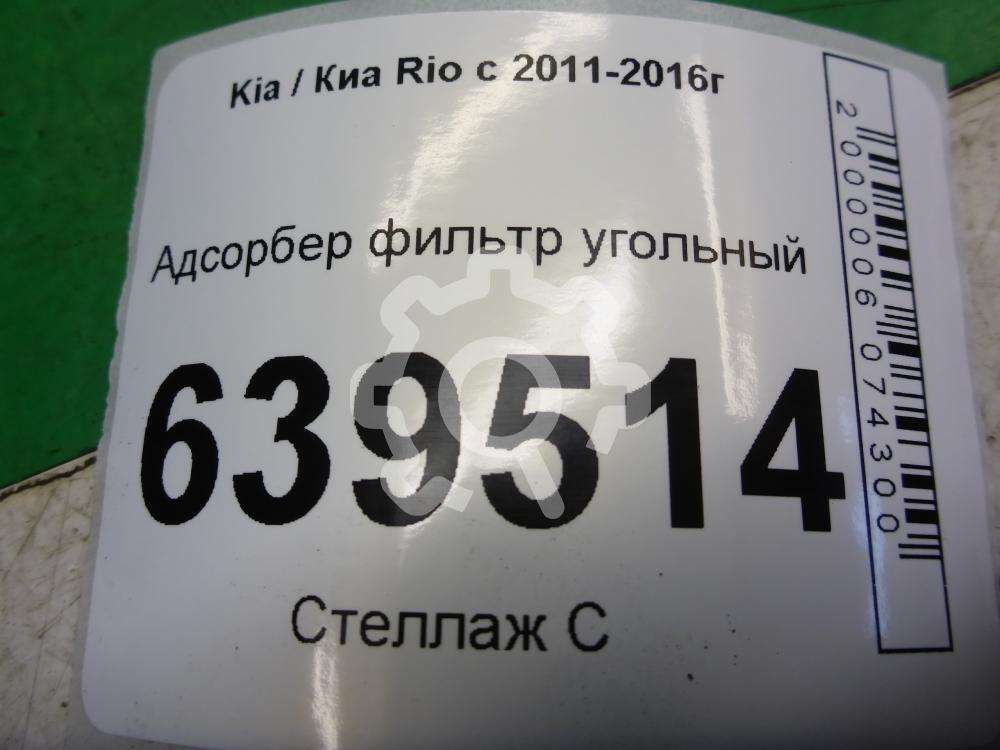 Kia / Киа Rio с 2011-2016г
Адсорбер фильтр угольный
639514
Стеллаж С
2000006074300